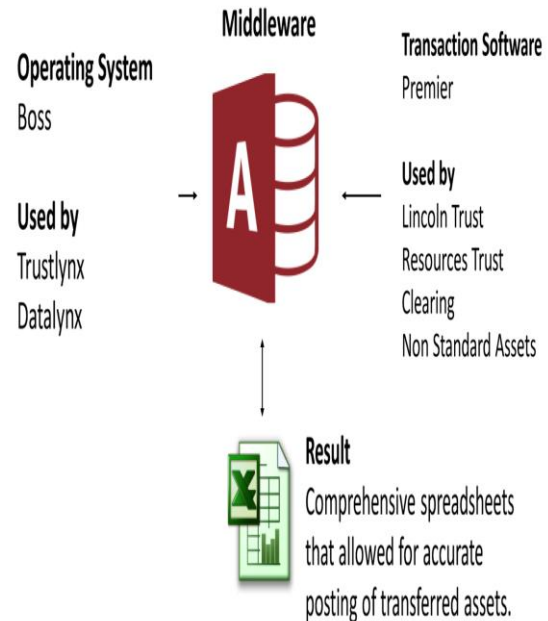 Middleware
Operating System
Boss
Used by
Trustlynx
Datalynx
A
Transaction Software
Premier
Used by
Lincoln Trust
Resources Trust
Clearing
Non Standard Assets
X
Result
Comprehensive spreadsheets
that allowed for accurate
posting of transferred assets.